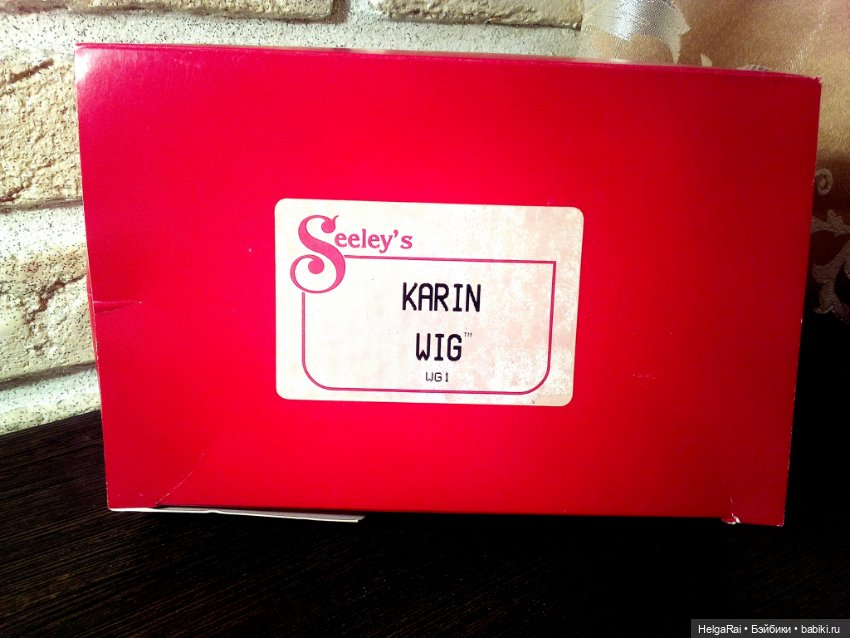 Seeley's
KARIN
WIG™
WG1
HelgaRai • Бэйбики • babiki.ru